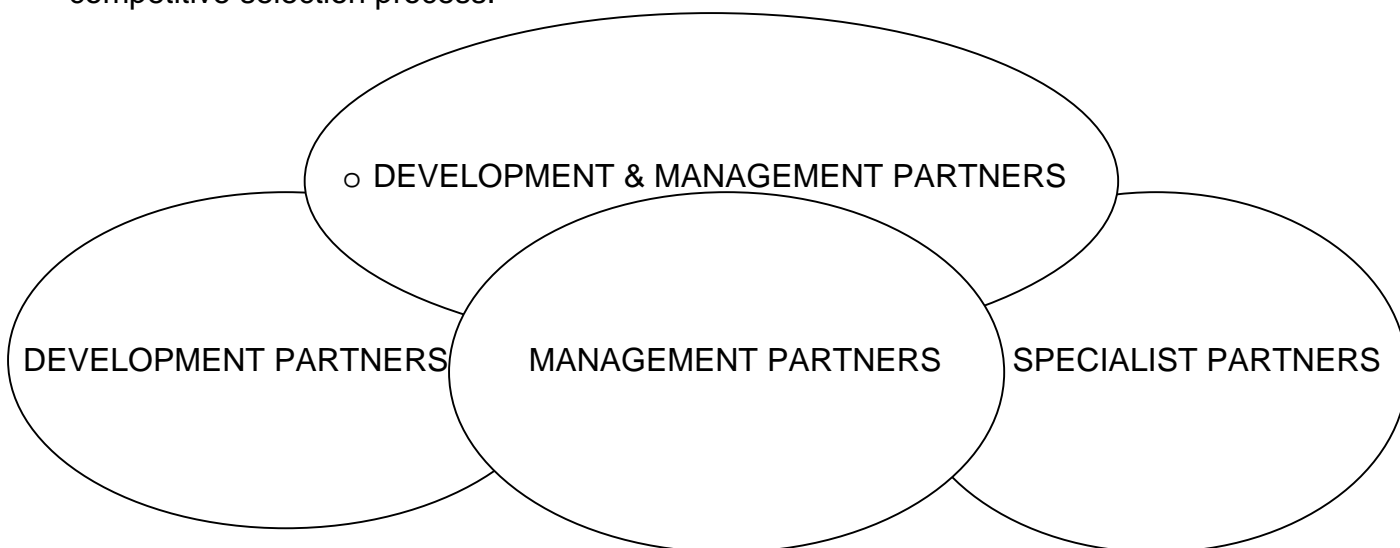 competitive selection process.
o DEVELOPMENT & MANAGEMENT PARTNERS
DEVELOPMENT PARTNERS
MANAGEMENT PARTNERS
SPECIALIST PARTNERS